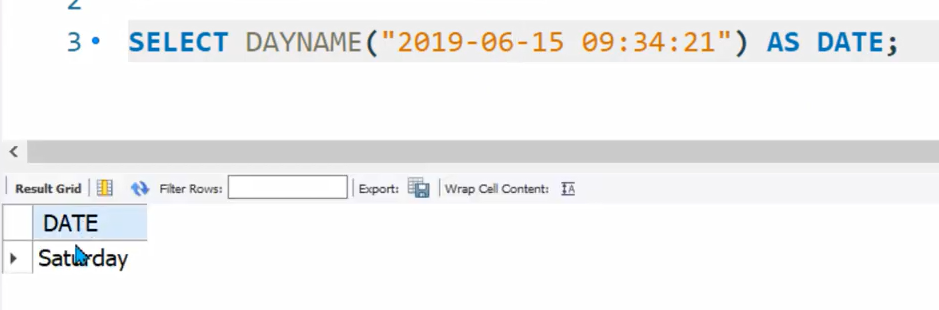 2
3 • SELECT DAYNAME("2019-06-15 09:34:21") AS DATE;
Result Grid Filter Rows: Export: Wrap Cell Content: IA
DATE
Saturday